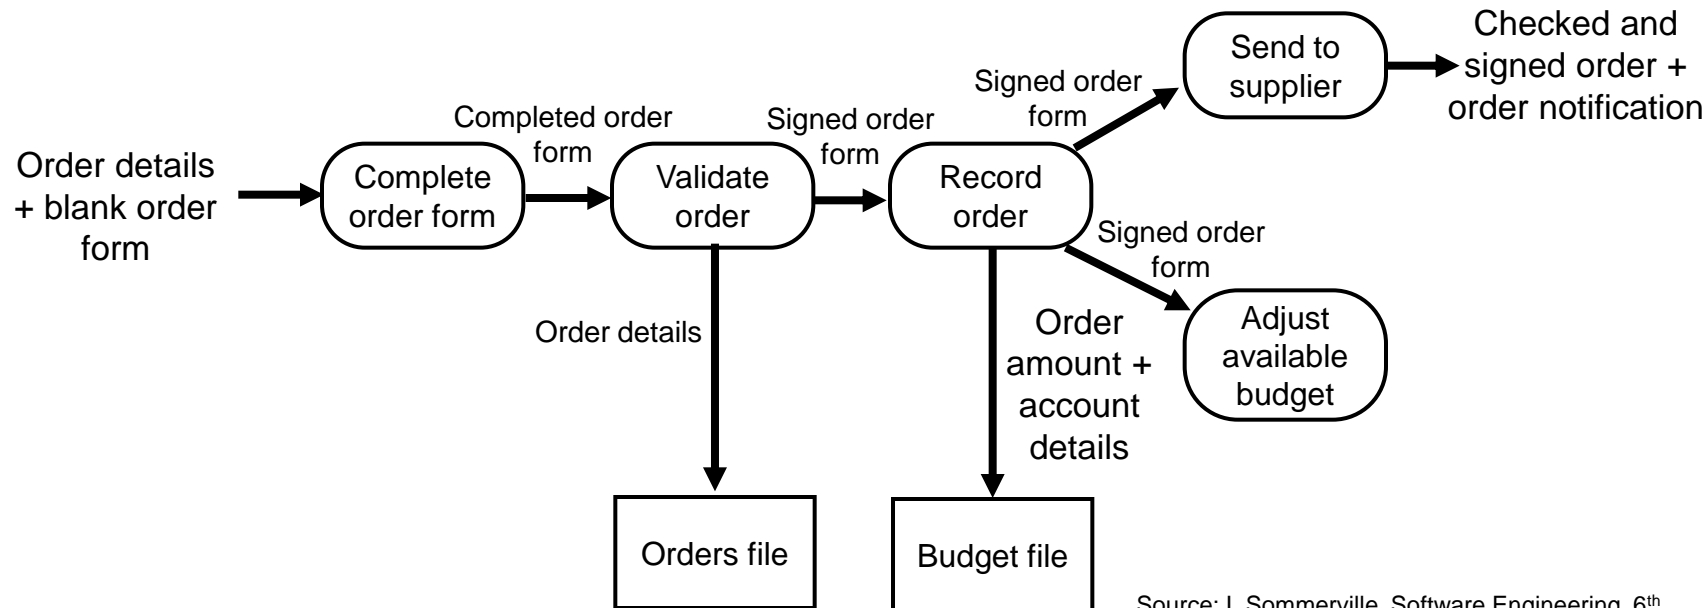 Order details
+ blank order
form
Complete
order form
Completed order
form
Validate
order
Signed order
form
Record
order
Signed order
form
Send to
supplier
Checked and
signed order +
order notification
Signed order
form
Adjust
available
budget
Order details
Order
amount +
account
details
Orders file
Budget file
Source: I. Sommerville, Software Engineering, 6th